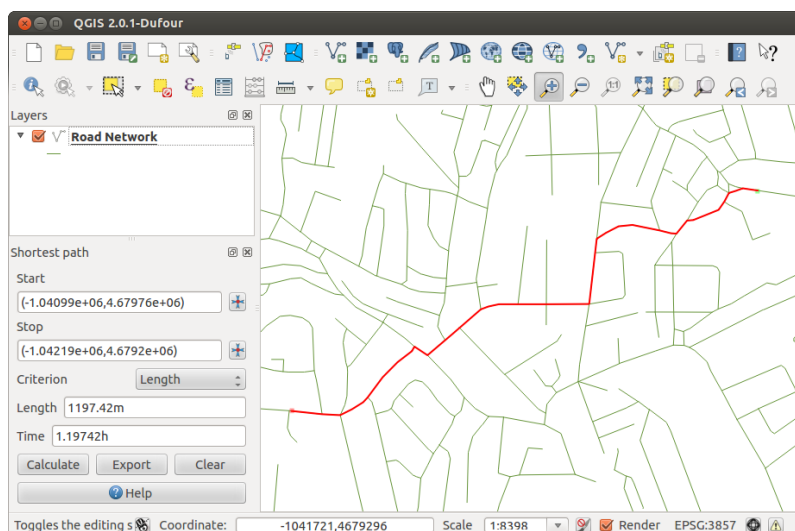 QGIS 2.0.1-Dufour
Layers
Road Network
Shortest path
Start
(-1.04099e+06,4.67976e+06)
Stop
(-1.04219e+06,4.6792e+06)
Criterion Length
Length 1197.42m
Time 1.19742h
Calculate Export Clear
Help
Toggles the editing s Coordinate: -1041721,4679296 Scale 1:8398 Render EPSG:3857